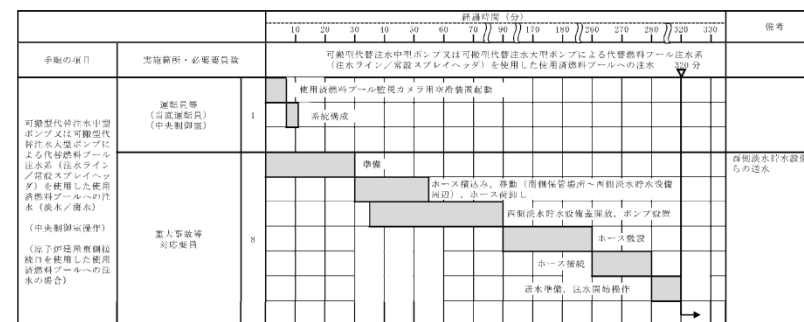 経過時間（分）
備考
10 20 30 40 50 60 70 80 90 170 180 260 270 280 290 320 330
手順の項目
実施箇所・必要要員数
可搬型代替注水中型ポンプ又は可搬型代替注水大型ポンプによる代替燃料プール注水系
（注水ライン／常設スプレイヘッダ）を使用した使用済燃料プールへの注水 320分
可搬型代替注水中型
ポンプ又は可搬型代
替注水大型ポンプに
よる代替燃料プール
注水系（注水ライン
／常設スプレイヘッ
ダ）を使用した使用
済燃料プールへの注
水（淡水／海水）
（中央制御室操作）
（原子炉建屋東側接
続口を使用した使用
済燃料プールへの注
水の場合）
運転員等
（当直運転員）
（中央制御室）
1
使用済燃料プール監視カメラ用空冷装置起動
系統構成
重大事故等
対応要員
8
準備
ホース積込み，移動（南側保管場所～西側淡水貯水設備
周辺），ホース荷卸し
西側淡水貯水設備蓋開放，ポンプ設置
ホース敷設
ホース接続
送水準備，注水開始操作
西側淡水貯水設備
らの送水